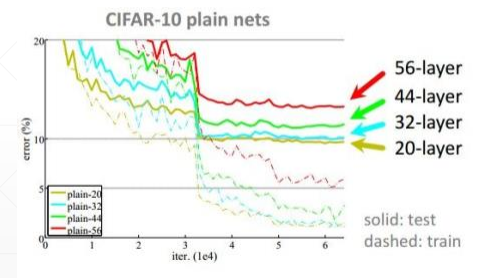 CIFAR-10 plain nets
20
10
5
0
error (%)
0 1 2 3 4 5 6
iter. (1e4)
plain-20
plain-32
plain-44
plain-56
56-layer
44-layer
32-layer
20-layer
solid: test
dashed: train